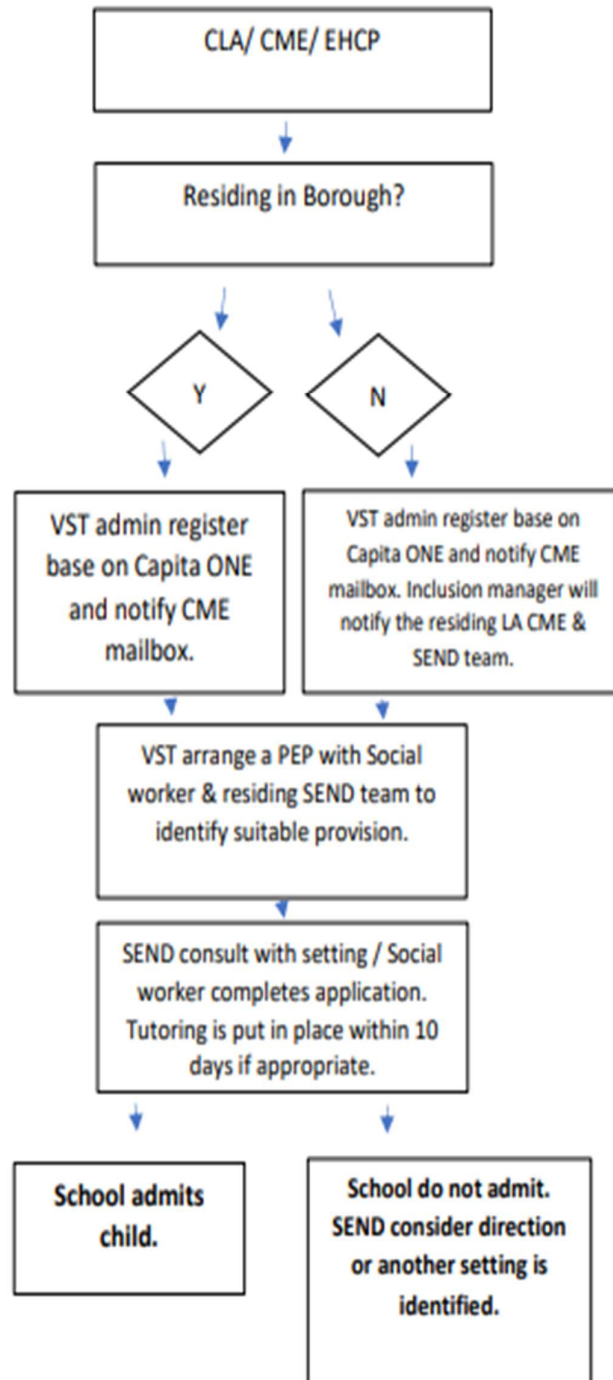 CLA/ CME/ EHCP
Residing in Borough?
Y
N
VST admin register
base on Capita ONE
and notify CME
mailbox.
VST admin register base on
Capita ONE and notify CME
mailbox. Inclusion manager will
notify the residing LA CME &
SEND team.
VST arrange a PEP with Social
worker & residing SEND team to
identify suitable provision.
SEND consult with setting / Social
worker completes application.
Tutoring is put in place within 10
days if appropriate.
School admits
child.
School do not admit.
SEND consider direction
or another setting is
identified.